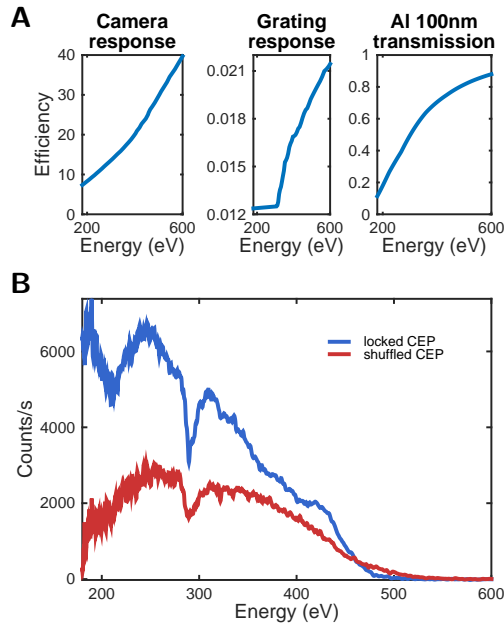 A
Camera
response
Grating
response
Al 100nm
transmission
Efficiency
40
30
20
10
0
200
600
Energy (eV)
0.021
0.018
0.015
0.012
200
600
Energy (eV)
1
0.8
0.6
0.4
0.2
0
200
600
Energy (eV)
B
Counts/s
6000
4000
2000
0
locked CEP
shuffled CEP
200
300
400
500
600
Energy (eV)